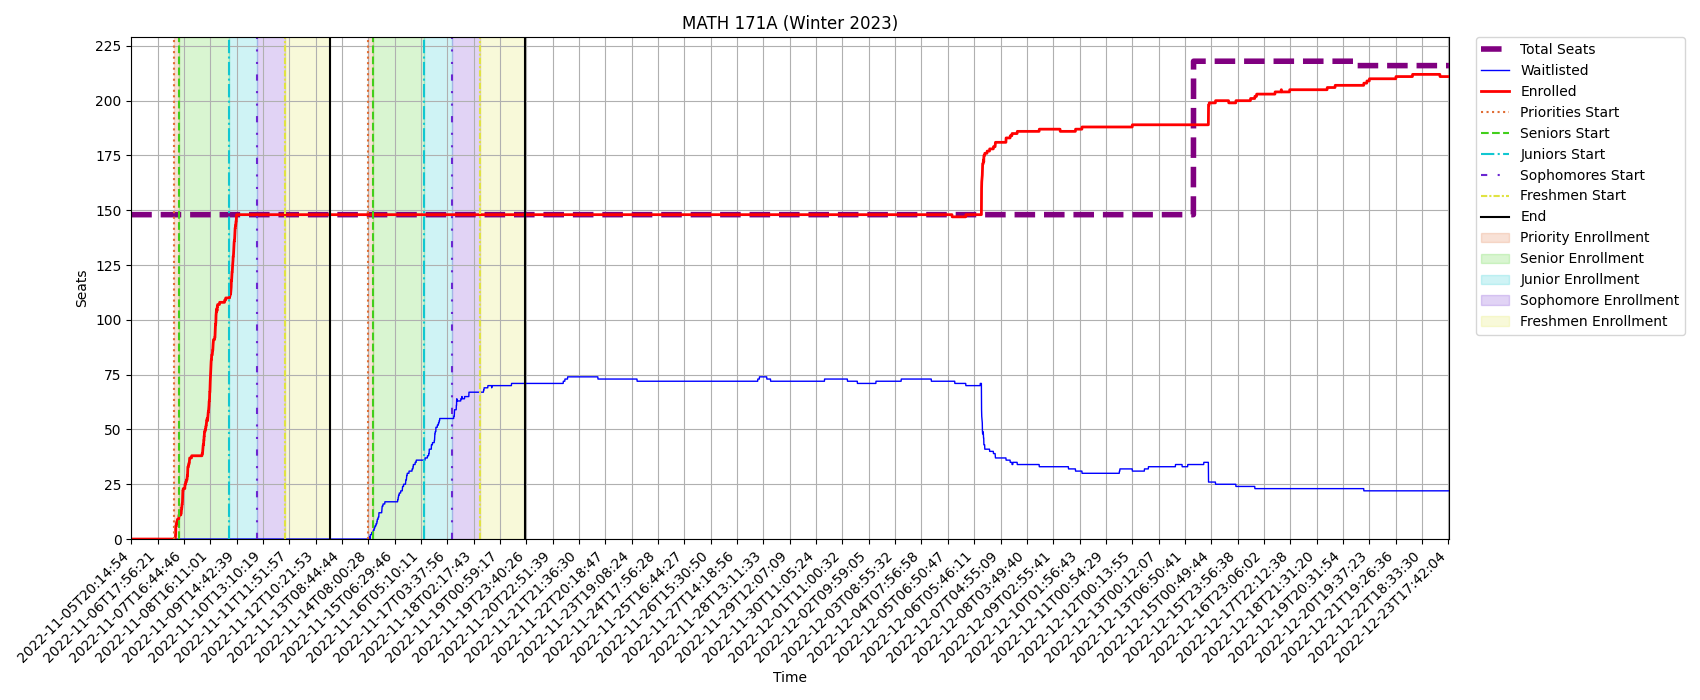 MATH 171A (Winter 2023)
225
200
175
150
125
100
75
50
25
0
Seats
2022-11-05T20:14:54
2022-11-06T17:56:21
2022-11-07T16:44:46
2022-11-08T16:11:01
2022-11-09T14:42:39
2022-11-10T13:10:19
2022-11-11T11:51:57
2022-11-12T10:21:53
2022-11-13T08:44:44
2022-11-14T08:00:28
2022-11-15T06:29:46
2022-11-16T05:10:11
2022-11-17T03:37:56
2022-11-18T02:17:43
2022-11-19T00:59:17
2022-11-19T23:40:26
2022-11-20T22:51:39
2022-11-21T21:36:30
2022-11-22T20:18:47
2022-11-23T19:08:24
2022-11-24T17:56:28
2022-11-25T16:44:27
2022-11-26T15:30:50
2022-11-27T14:18:56
2022-11-28T13:11:33
2022-11-29T12:07:09
2022-11-30T11:05:24
2022-12-01T11:00:32
2022-12-02T09:59:05
2022-12-03T08:55:32
2022-12-04T07:56:58
2022-12-05T06:50:47
2022-12-06T05:46:11
2022-12-07T04:55:09
2022-12-08T03:49:40
2022-12-09T02:55:41
2022-12-10T01:56:43
2022-12-11T00:54:29
2022-12-12T00:13:55
2022-12-13T00:12:07
2022-12-13T06:50:41
2022-12-15T00:49:44
2022-12-15T23:56:38
2022-12-16T23:06:02
2022-12-17T22:12:38
2022-12-18T21:31:20
2022-12-19T20:31:54
2022-12-20T19:37:23
2022-12-21T19:26:36
2022-12-22T18:33:30
2022-12-23T17:42:04
Time
Total Seats
Waitlisted
Enrolled
Priorities Start
Seniors Start
Juniors Start
Sophomores Start
Freshmen Start
End
Priority Enrollment
Senior Enrollment
Junior Enrollment
Sophomore Enrollment
Freshmen Enrollment